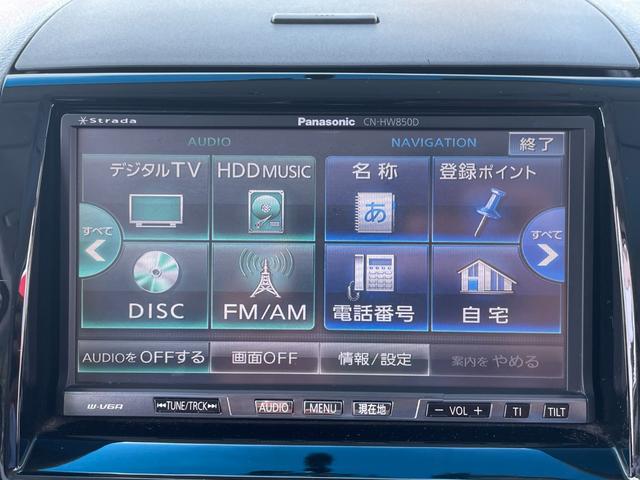 Strada Panasonic CN-HW850D
AUDIO NAVIGATION 終了
デジタルTV HDD MUSIC 名称 登録ポイント
あ
すべて すべて
DISC FM/AM 電話番号 自宅
AUDIOを OFFする 画面OFF 情報/設定 案内を やめる
W-VGA TUNE/TRCK AUDIO MENU 現在地 − VOL + TI TILT